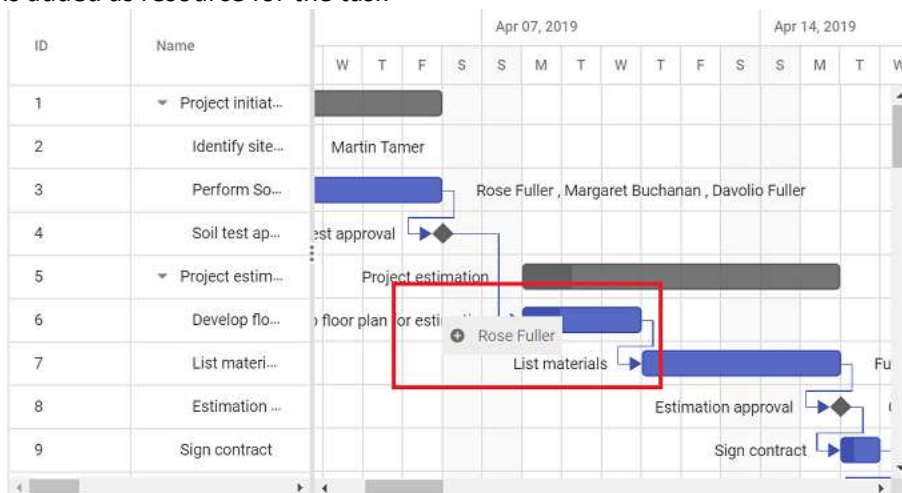 is added as resource for the task
ID Name Apr 07, 2019 Apr 14, 2019
W T F S S M T W T F S S M T W
1 Project initiat...
2 Identify site... Martin Tamer
3 Perform So... Rose Fuller , Margaret Buchanan , Davolio Fuller
4 Soil test ap... est approval
5 Project estim... Project estimation
6 Develop flo... floor plan for esti
Rose Fuller
7 List materi... List materials Fu
8 Estimation ... Estimation approval
9 Sign contract Sign contract